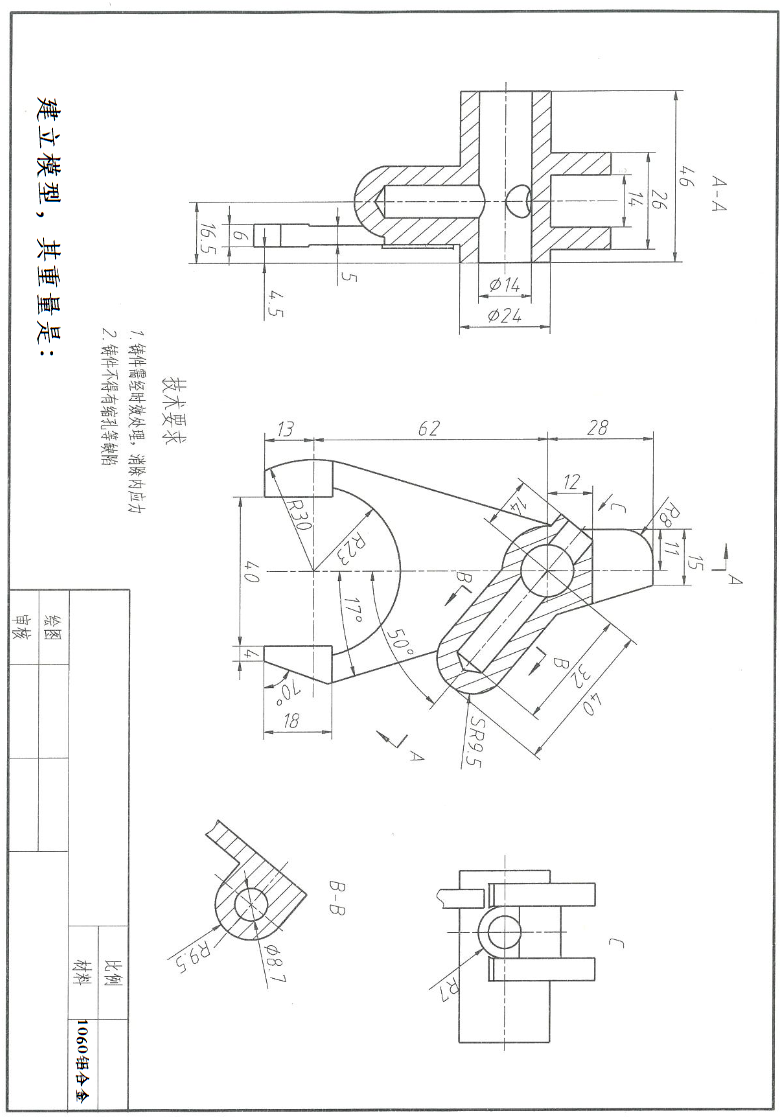 建立模型，其重量是：
A-A
46
26
14
16.5
6
5
4.5
φ14
φ24
技术要求
1.铸件需经时效处理，消除内应力
2.铸件不得有缩孔等缺陷
13
62
28
12
C
R8
11
15
A
14
R30
R23
40
17°
50°
B
B
32
40
4
70°
18
SR9.5
A
B-B
R9.5
φ8.7
C
R7
绘图
审核
比例
材料
1060铝合金